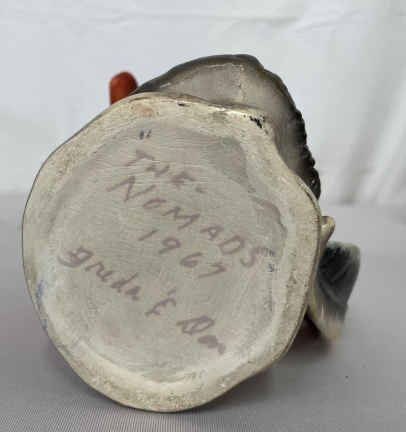 "THE-
NOMADS"
1967
Freda & Don